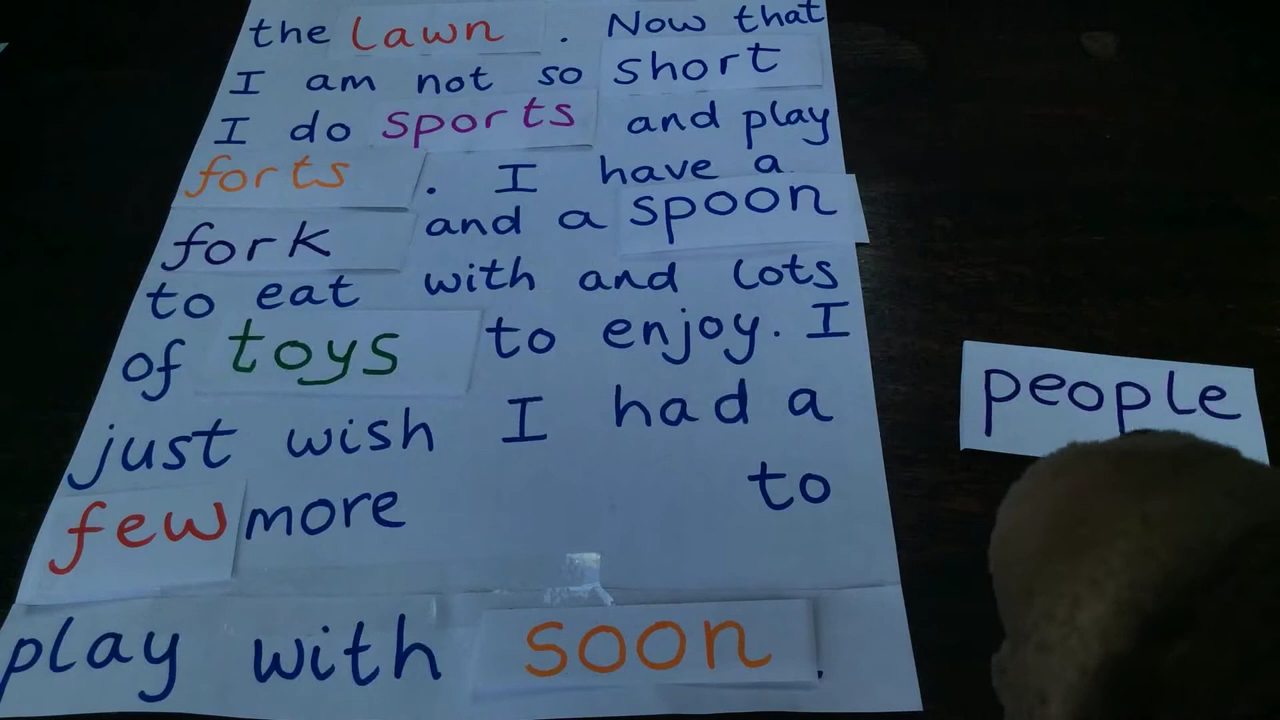 the lawn . Now that
I am not so short
I do sports and play
forts . I have a
fork and a spoon
to eat with and lots
of toys to enjoy. I
just wish I had a
few more to
play with soon .
people